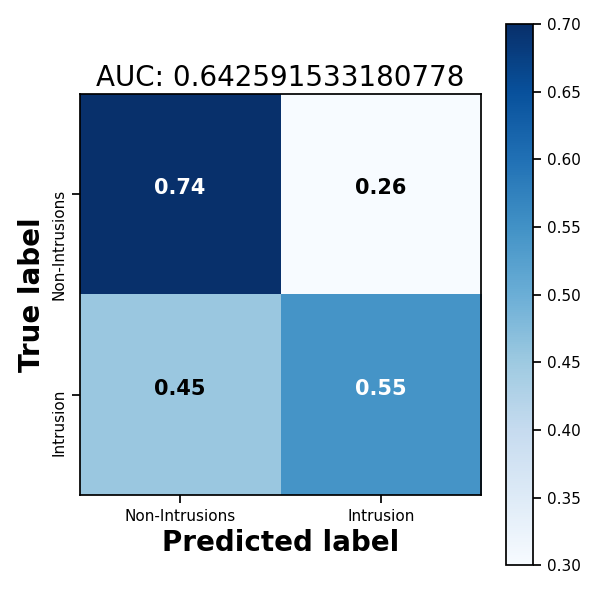 AUC: 0.642591533180778
True label
Non-Intrusions
Intrusion
0.74
0.26
0.45
0.55
Non-Intrusions
Intrusion
Predicted label
0.70
0.65
0.60
0.55
0.50
0.45
0.40
0.35
0.30